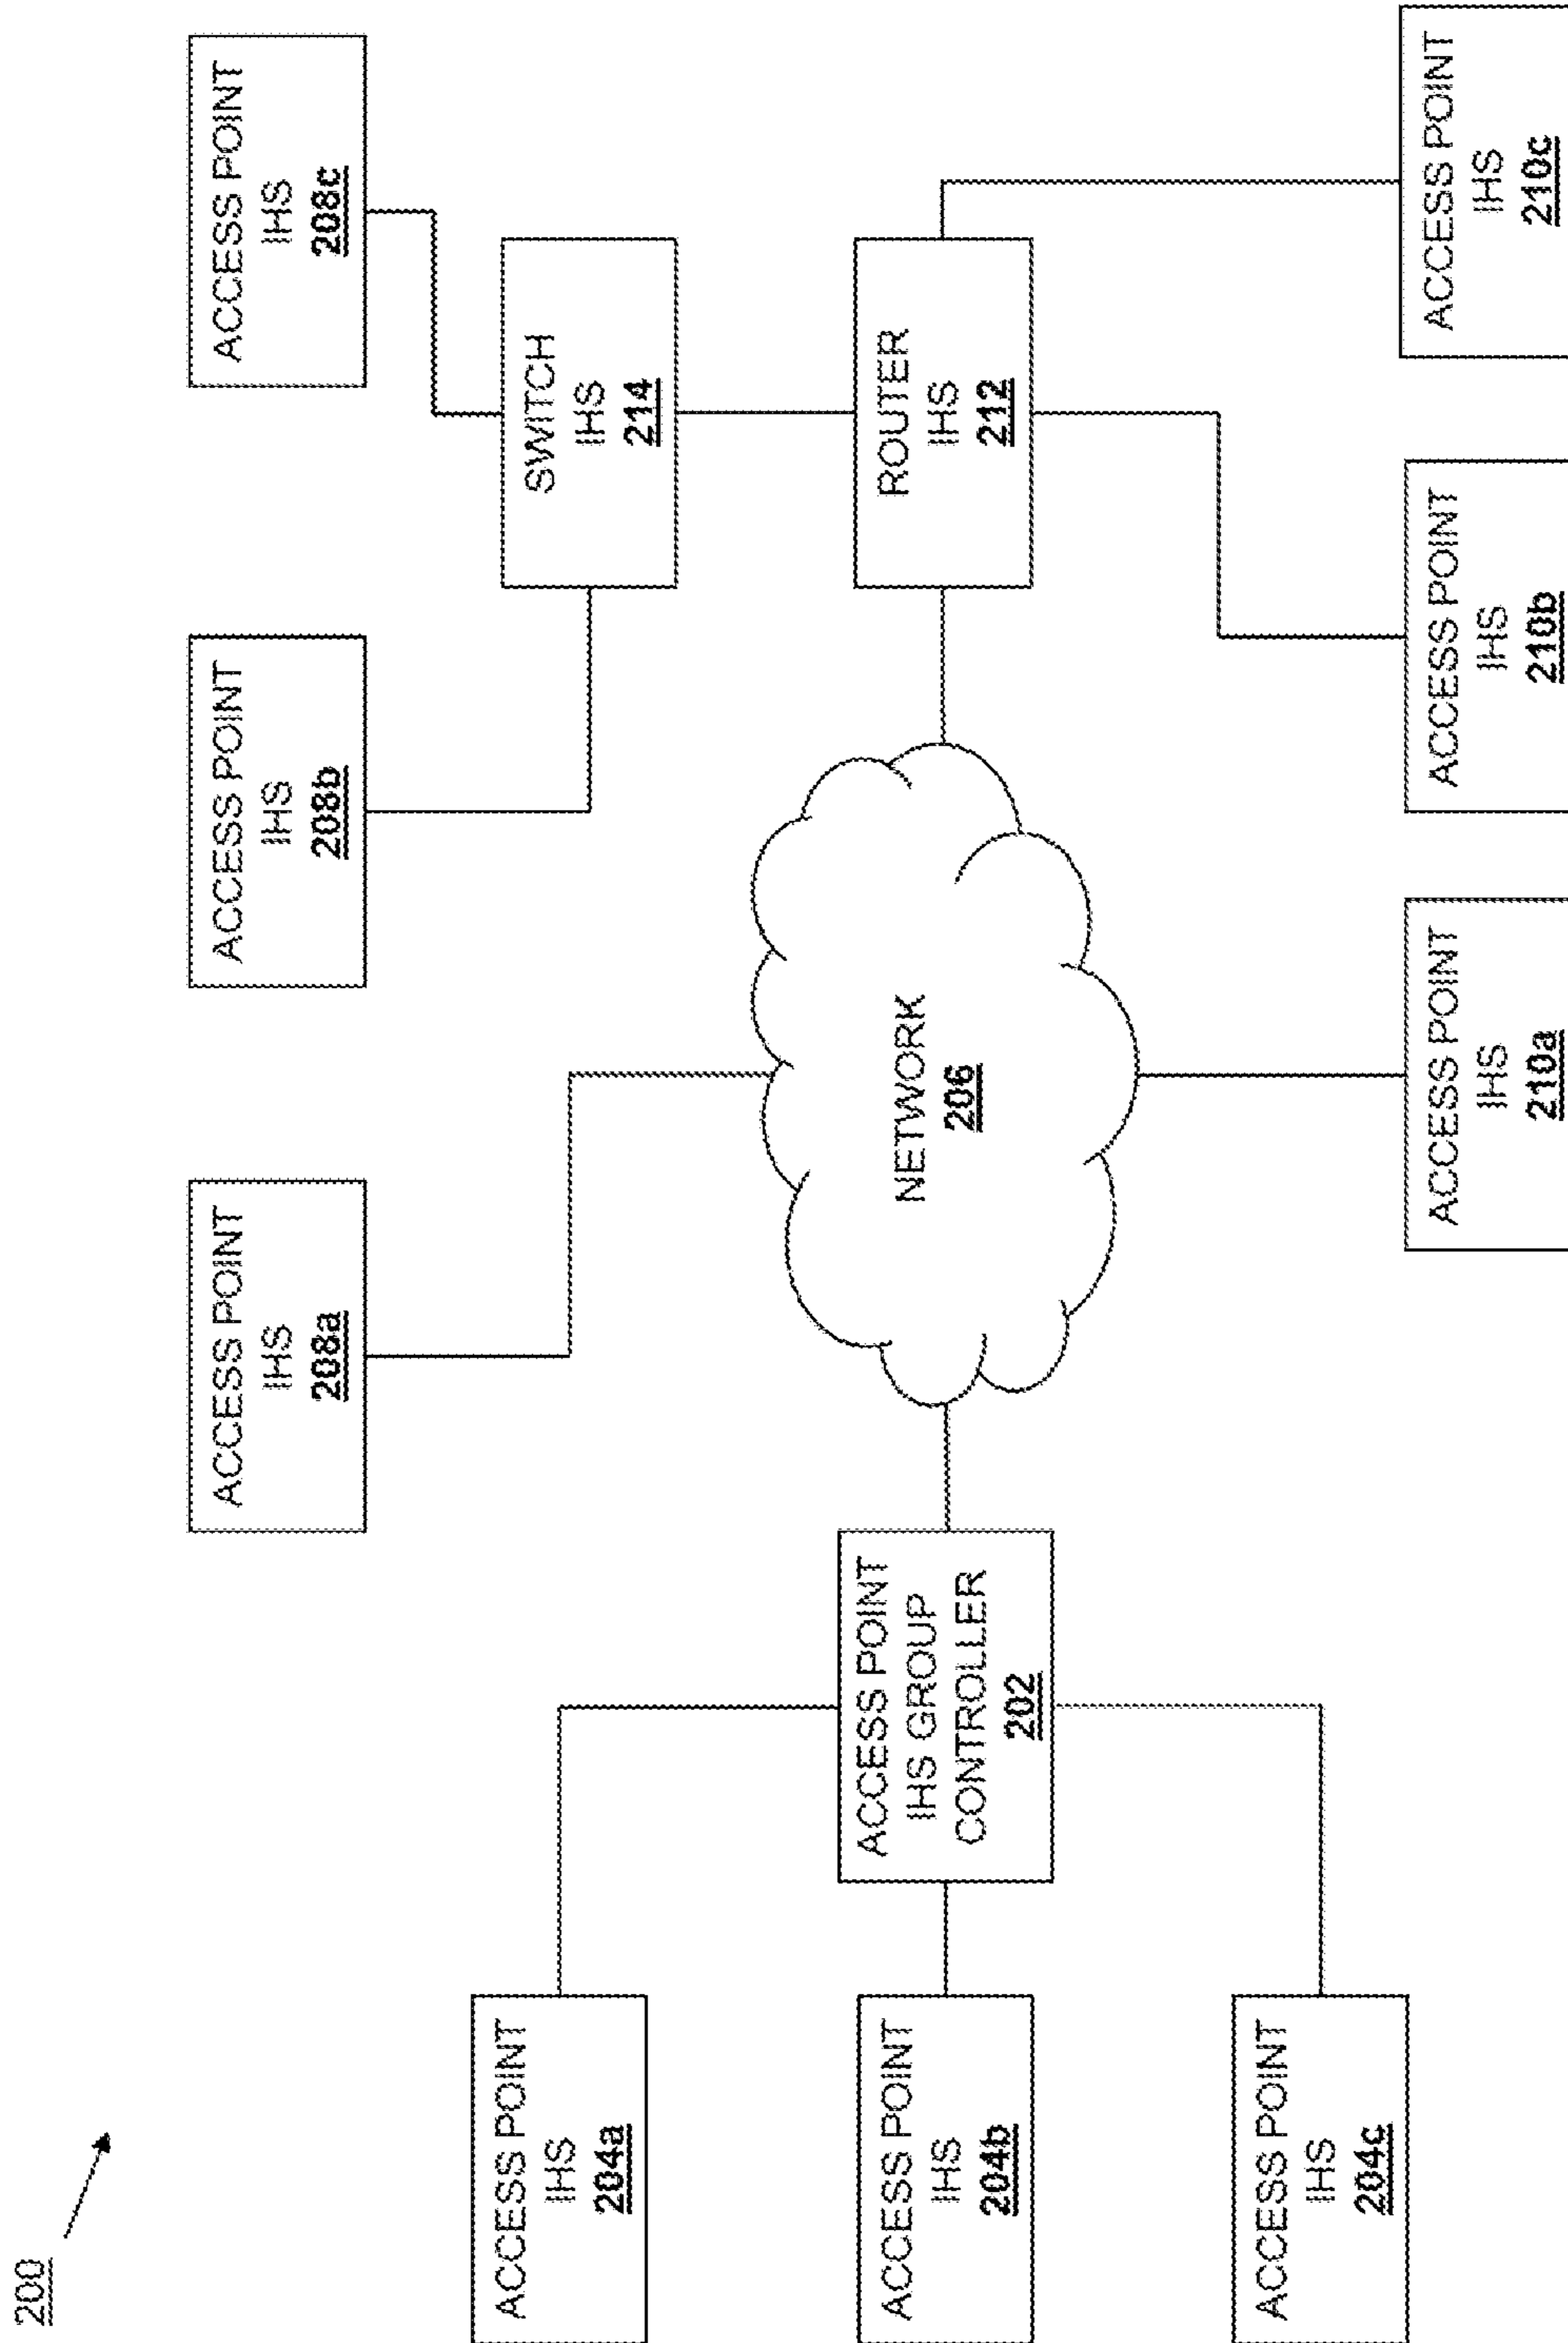 200
ACCESS POINT
IHS
208a
ACCESS POINT
IHS
208b
ACCESS POINT
IHS
208c
ACCESS POINT
IHS
204a
SWITCH
IHS
214
ACCESS POINT
IHS
204b
ACCESS POINT
IHS GROUP
CONTROLLER
202
NETWORK
206
ROUTER
IHS
212
ACCESS POINT
IHS
204c
ACCESS POINT
IHS
210a
ACCESS POINT
IHS
210b
ACCESS POINT
IHS
210c